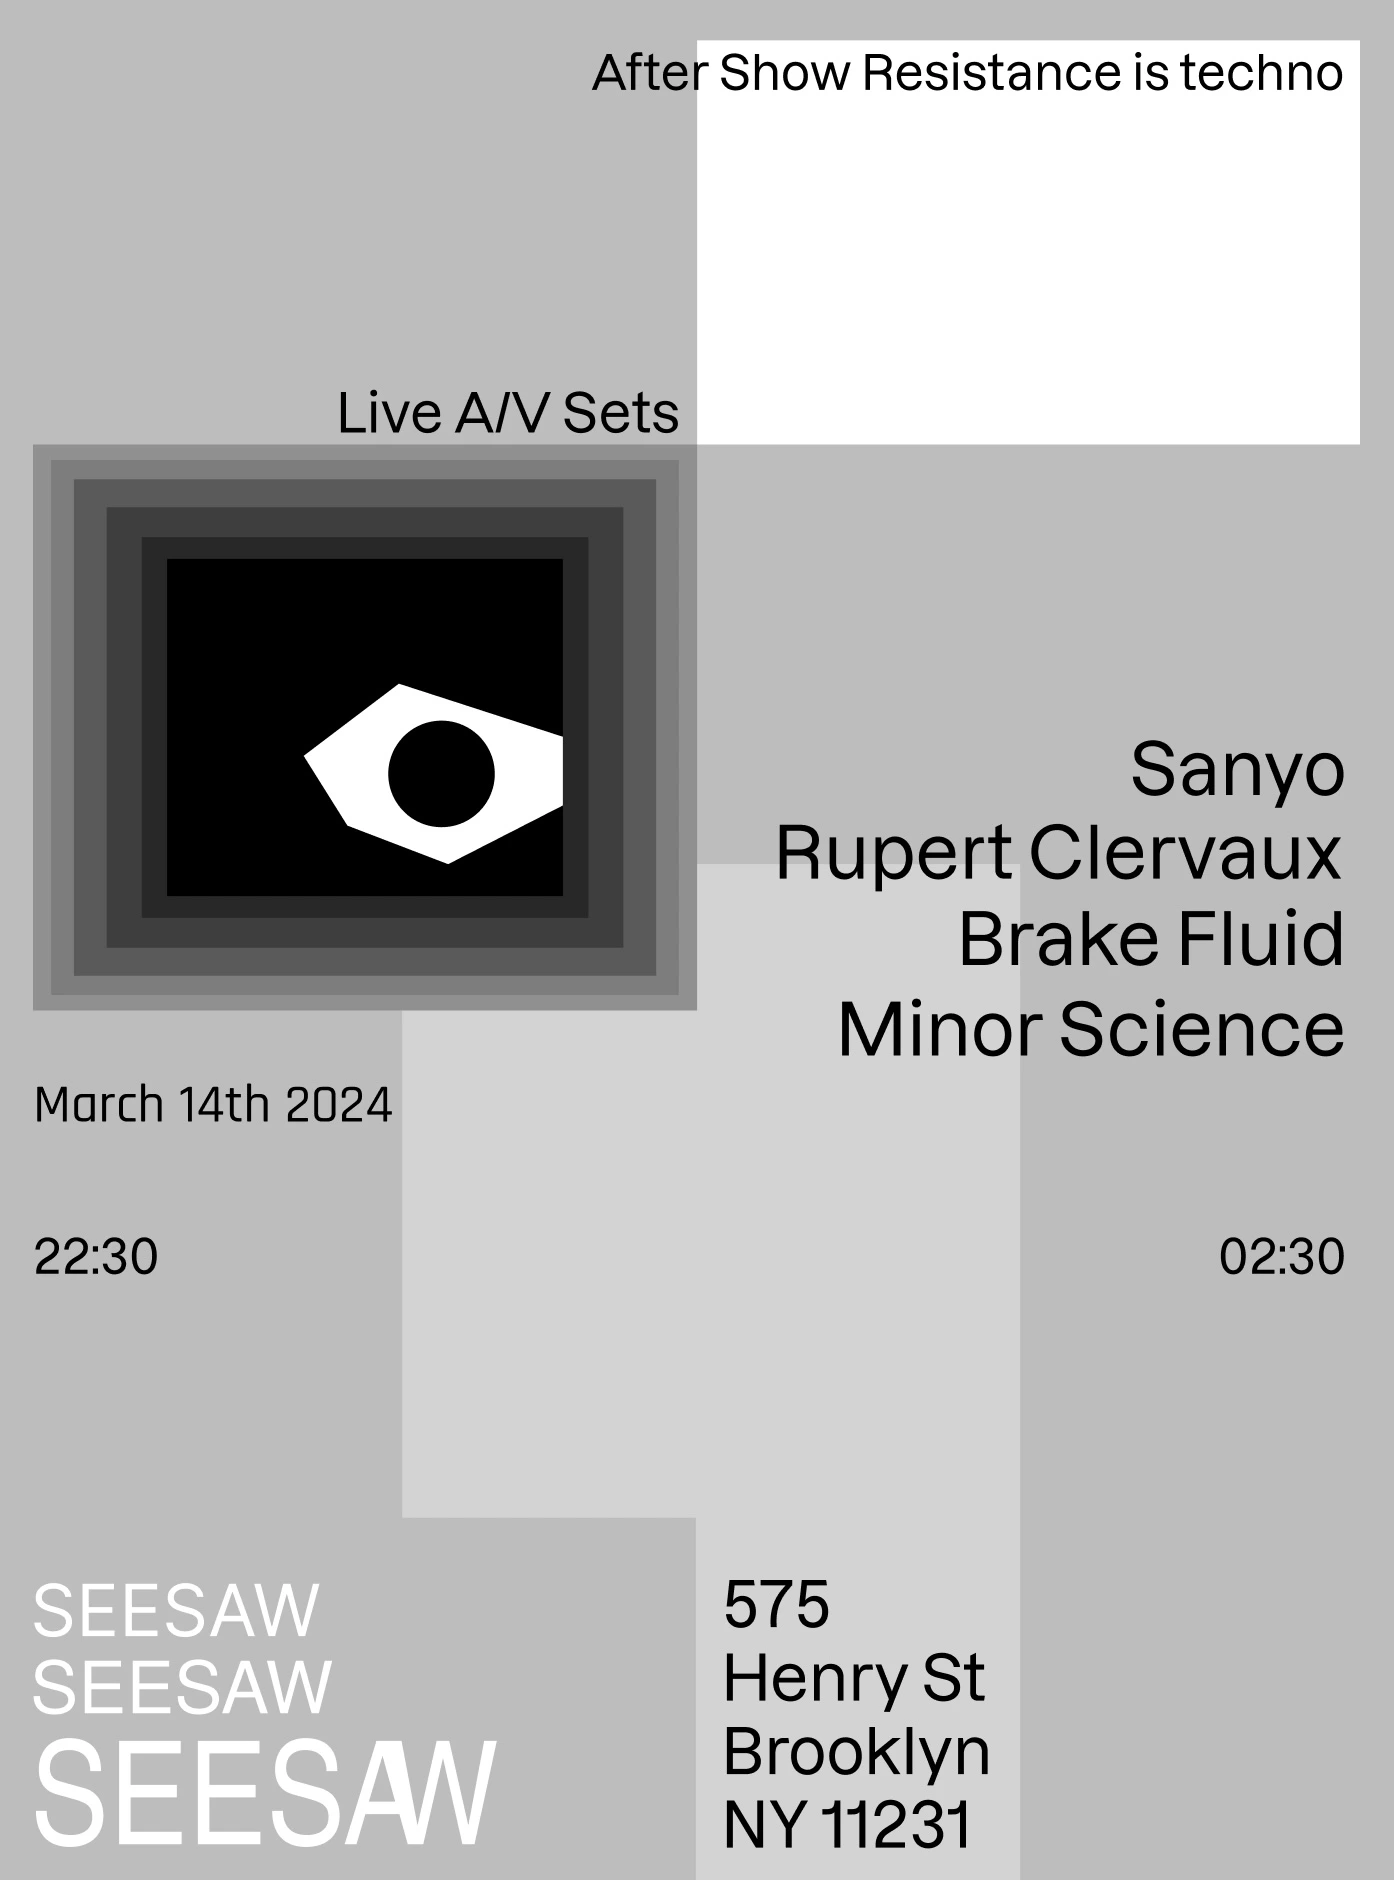 After Show Resistance is techno
Live A/V Sets
Sanyo
Rupert Clervaux
Brake Fluid
Minor Science
March 14th 2024
22:30
02:30
SEESAW
SEESAW
SEESAW
575
Henry St
Brooklyn
NY 11231